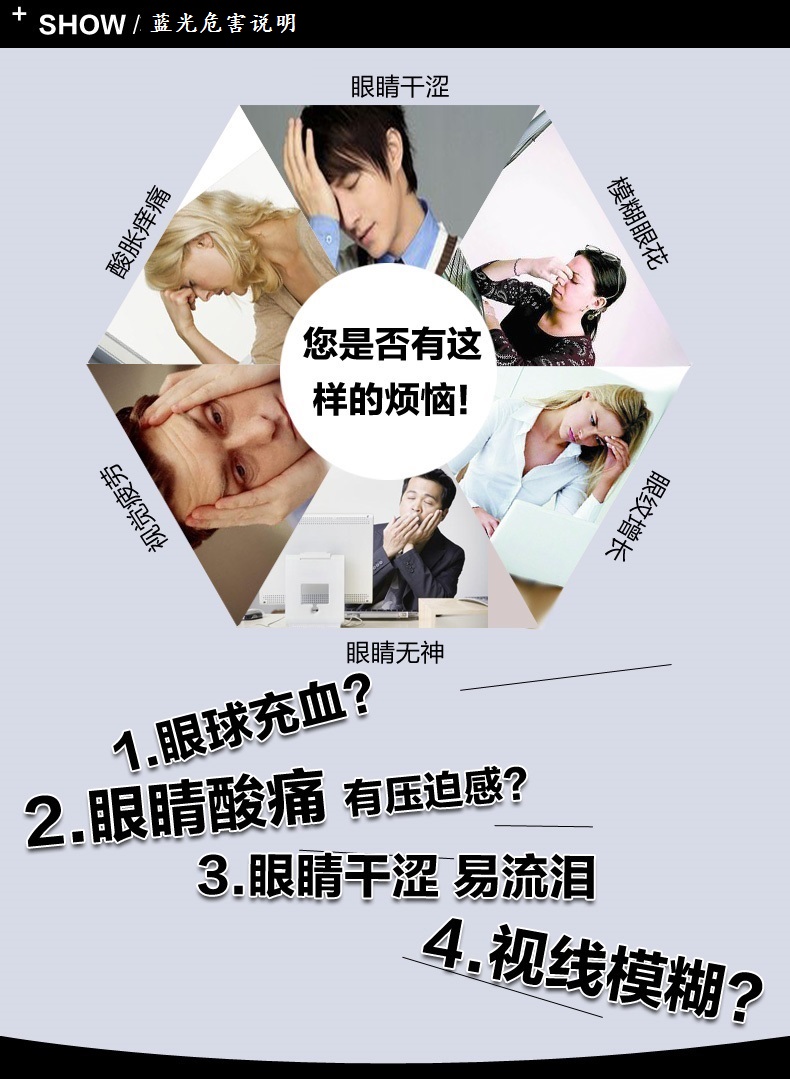 + SHOW / 蓝光危害说明
眼睛干涩
酸胀痒痛
模糊眼花
您是否有这
样的烦恼!
视觉疲劳
眼纹增长
眼睛无神
1.眼球充血?
2.眼睛酸痛 有压迫感?
3.眼睛干涩 易流泪
4.视线模糊?